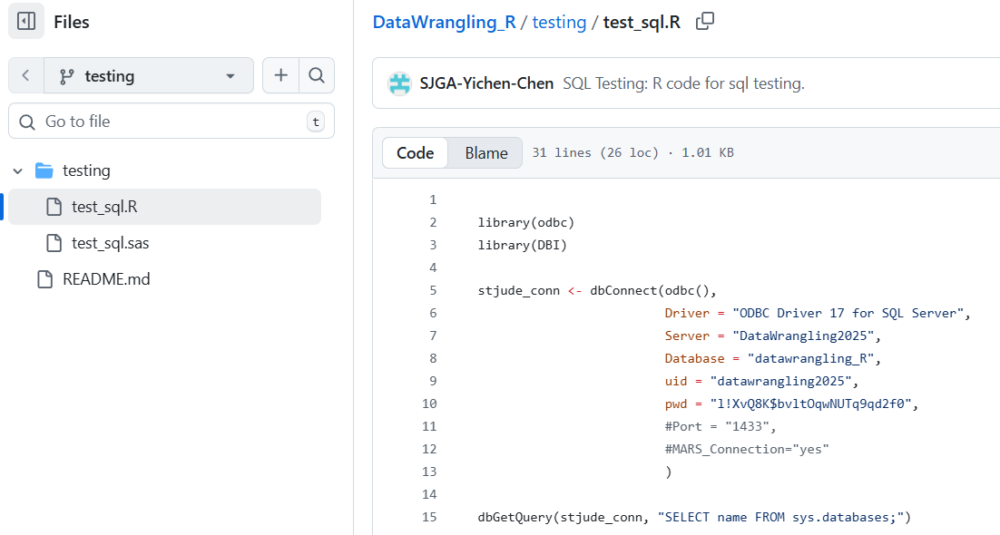 Files
testing
Go to file
t
testing
test_sql.R
test_sql.sas
README.md
DataWrangling_R / testing / test_sql.R
SJGA-Yichen-Chen SQL Testing: R code for sql testing.
Code Blame 31 lines (26 loc) · 1.01 KB
1
2 library(odbc)
3 library(DBI)
4
5 stjude_conn <- dbConnect(odbc(),
6 Driver = "ODBC Driver 17 for SQL Server",
7 Server = "DataWrangling2025",
8 Database = "datawrangling_R",
9 uid = "datawrangling2025",
10 pwd = "l!XvQ8K$bvltOqwNUTq9qd2f0",
11 #Port = "1433",
12 #MARS_Connection="yes"
13 )
14
15 dbGetQuery(stjude_conn, "SELECT name FROM sys.databases;")